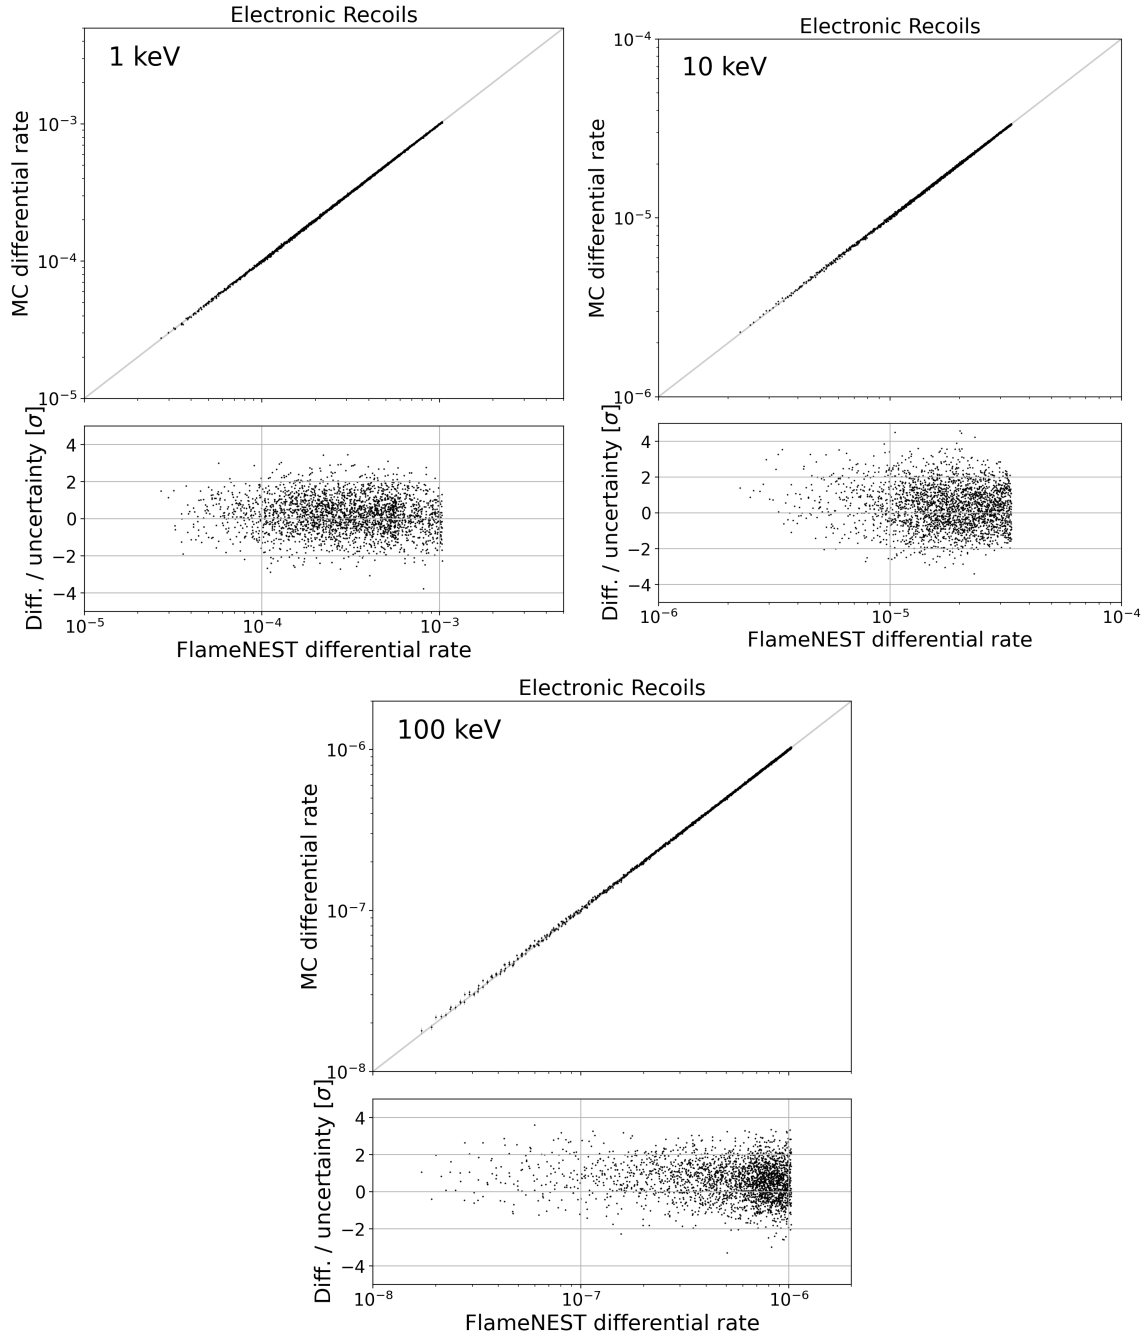 Electronic Recoils
1 keV
MC differential rate
10⁻³
10⁻⁴
10⁻⁵
Diff. / uncertainty [σ]
4
2
0
−2
−4
10⁻⁵ 10⁻⁴ 10⁻³
FlameNEST differential rate
Electronic Recoils
10 keV
MC differential rate
10⁻⁴
10⁻⁵
10⁻⁶
Diff. / uncertainty [σ]
4
2
0
−2
−4
10⁻⁶ 10⁻⁵ 10⁻⁴
FlameNEST differential rate
Electronic Recoils
100 keV
MC differential rate
10⁻⁶
10⁻⁷
10⁻⁸
Diff. / uncertainty [σ]
4
2
0
−2
−4
10⁻⁸ 10⁻⁷ 10⁻⁶
FlameNEST differential rate